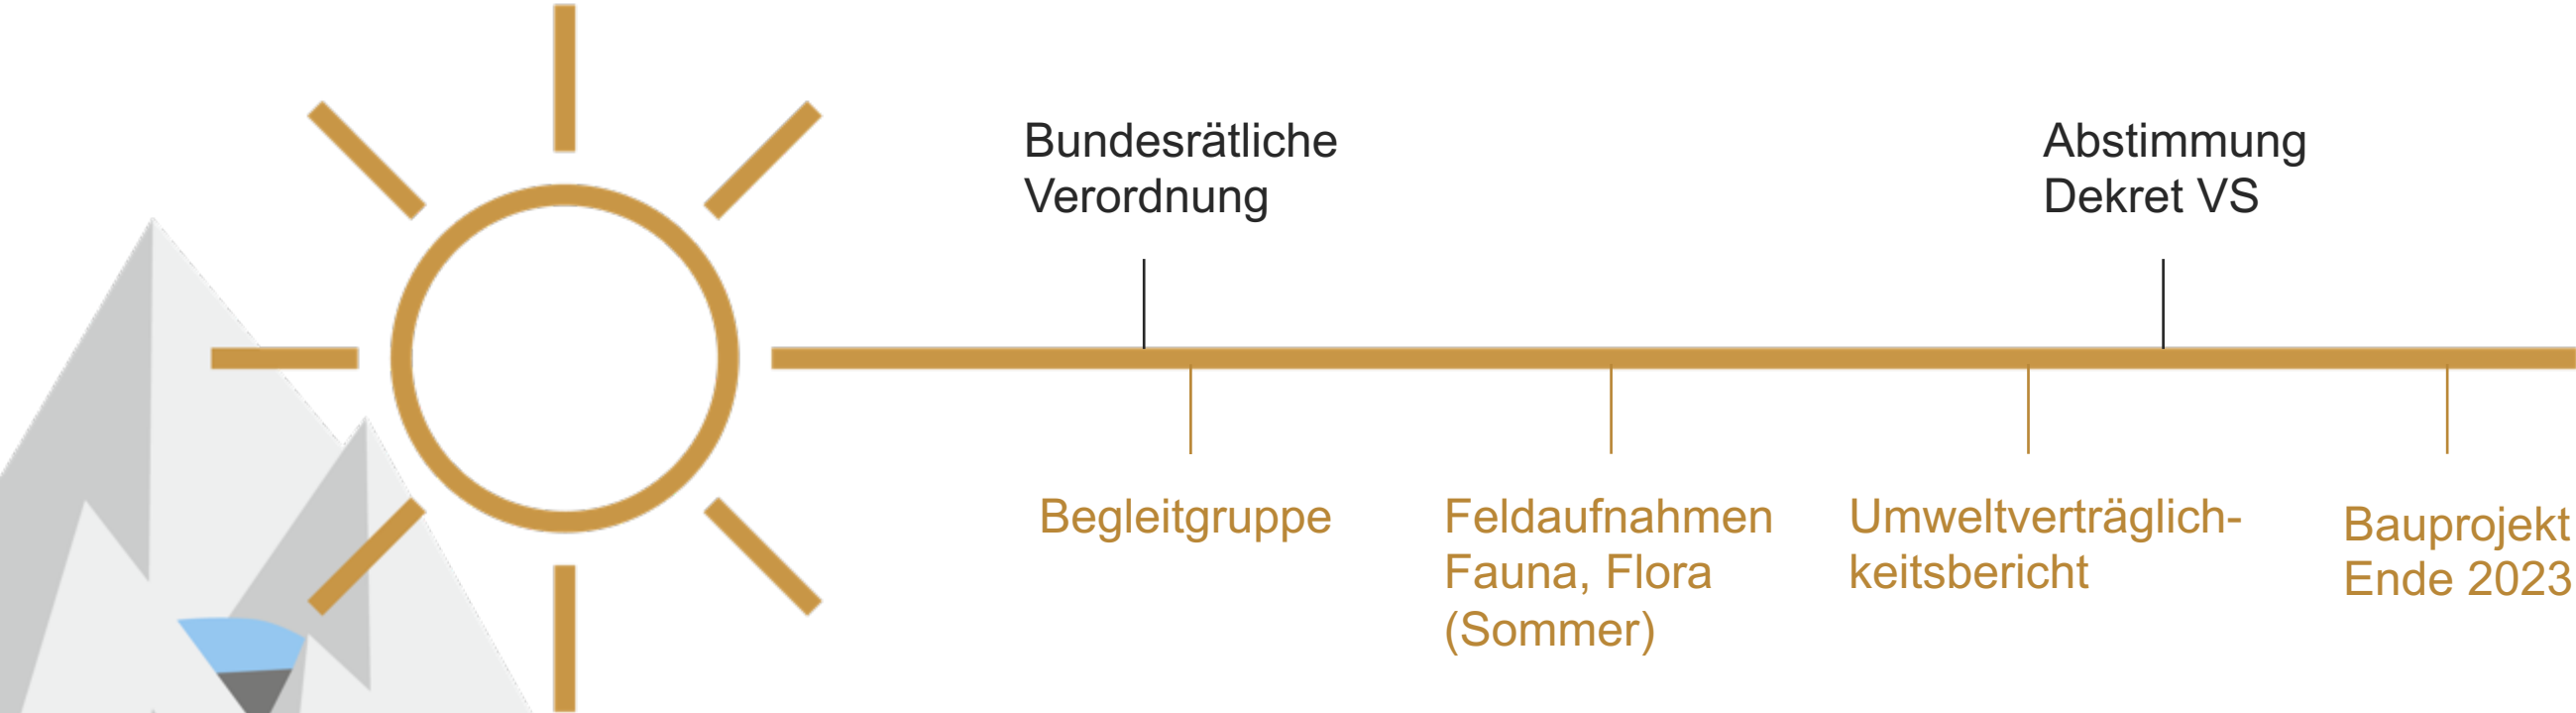 Bundesrätliche
Verordnung
Abstimmung
Dekret VS
Begleitgruppe
Feldaufnahmen
Fauna, Flora
(Sommer)
Umweltverträglich-
keitsbericht
Bauprojekt
Ende 2023